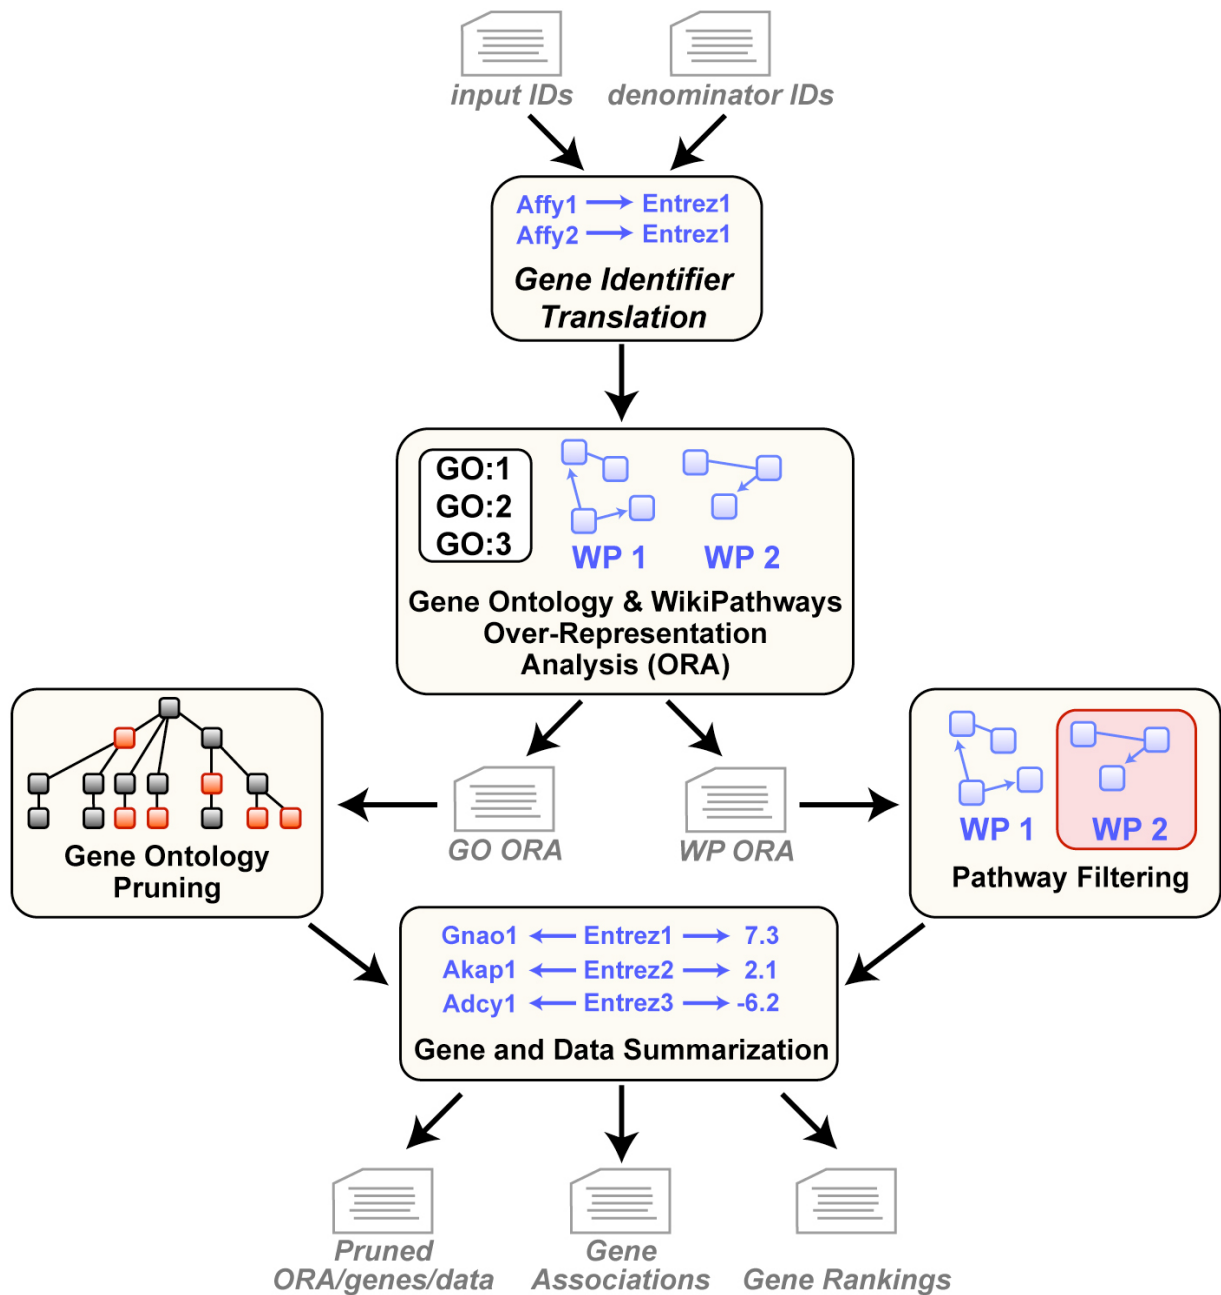 input IDs
denominator IDs
Affy1 Entrez1
Affy2 Entrez1
Gene Identifier
Translation
GO:1
GO:2
GO:3
WP 1
WP 2
Gene Ontology & WikiPathways
Over-Representation
Analysis (ORA)
Gene Ontology
Pruning
GO ORA
WP ORA
WP 1
WP 2
Pathway Filtering
Gnao1 Entrez1 7.3
Akap1 Entrez2 2.1
Adcy1 Entrez3 -6.2
Gene and Data Summarization
Pruned
ORA/genes/data
Gene
Associations
Gene Rankings